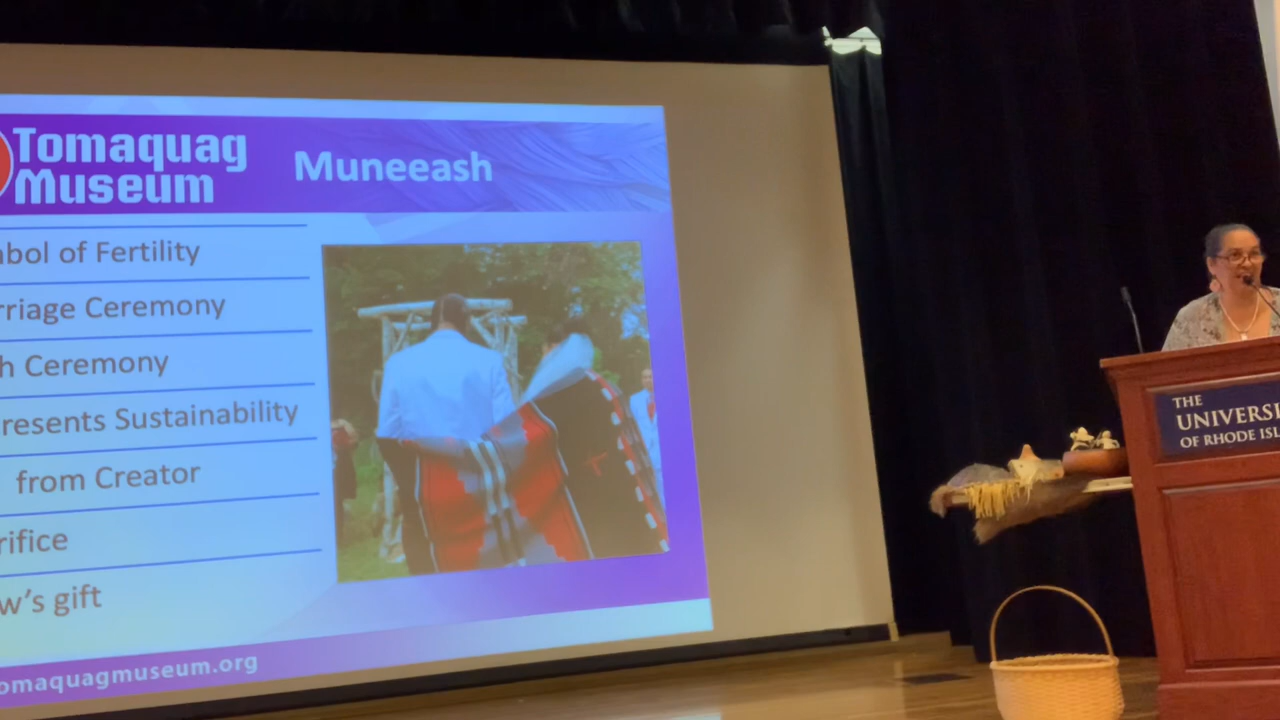 Tomaquag
Museum
Muneeash
bol of Fertility
rriage Ceremony
h Ceremony
resents Sustainability
from Creator
rifice
w's gift
omaquagmuseum.org
THE
UNIVERSI
OF RHODE ISL